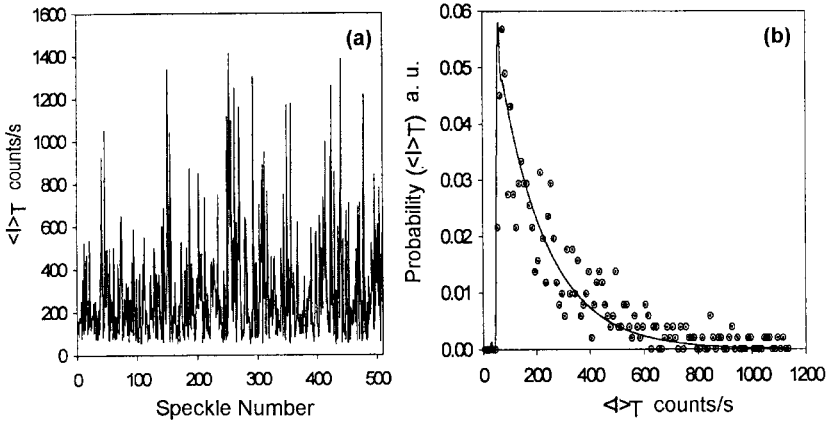 (a)
<I>T counts/s
1600
1400
1200
1000
800
600
400
200
0
0 100 200 300 400 500
Speckle Number
(b)
Probability (<I>T) a. u.
0.06
0.05
0.04
0.03
0.02
0.01
0.00
0 200 400 600 800 1000 1200
<I>T counts/s